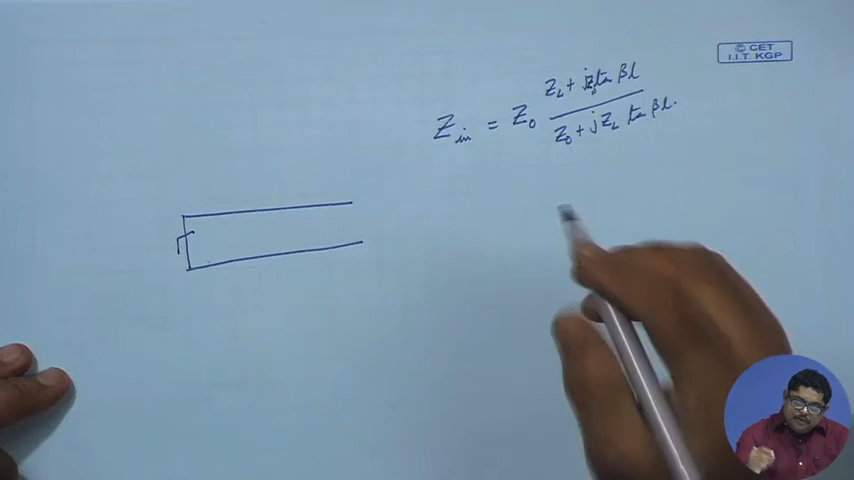 © CET
I.I.T. KGP
Z_in = Z_0 (Z_L + jZ_0 tan βl) / (Z_0 + jZ_L tan βl).